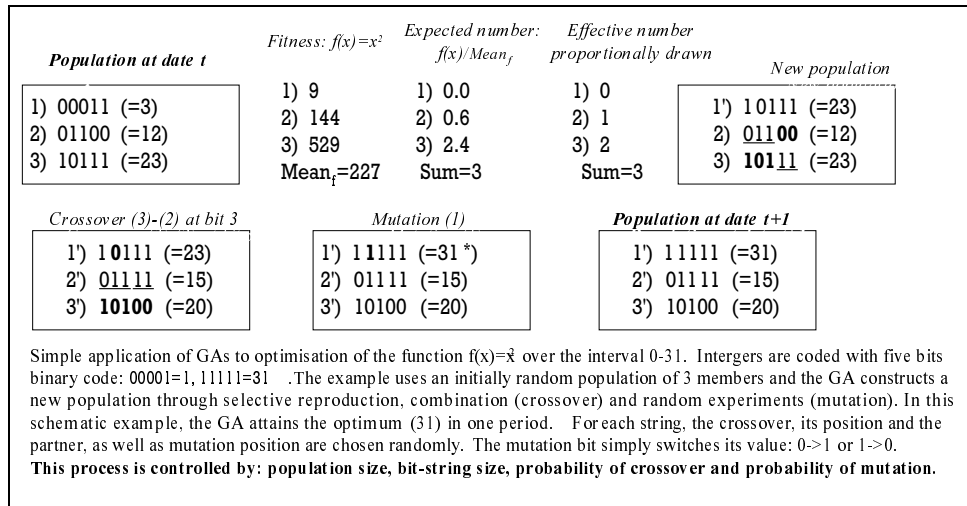 Population at date t
1) 00011 (=3)
2) 01100 (=12)
3) 10111 (=23)
Fitness: f(x)=x²
1) 9
2) 144
3) 529
Mean_f=227
Expected number:
f(x)/Mean_f
1) 0.0
2) 0.6
3) 2.4
Sum=3
Effective number
proportionally drawn
1) 0
2) 1
3) 2
Sum=3
New population
1') 10111 (=23)
2) 01100 (=12)
3) 10111 (=23)
Crossover (3)-(2) at bit 3
1') 10111 (=23)
2') 01111 (=15)
3') 10100 (=20)
Mutation (1)
1') 11111 (=31*)
2') 01111 (=15)
3') 10100 (=20)
Population at date t+1
1') 11111 (=31)
2') 01111 (=15)
3') 10100 (=20)
Simple application of GAs to optimisation of the function f(x)=x² over the interval 0-31. Intergers are coded with five bits
binary code: 00001=1, 11111=31 .The example uses an initially random population of 3 members and the GA constructs a
new population through selective reproduction, combination (crossover) and random experiments (mutation). In this
schematic example, the GA attains the optimum (31) in one period. For each string, the crossover, its position and the
partner, as well as mutation position are chosen randomly. The mutation bit simply switches its value: 0->1 or 1->0.
This process is controlled by: population size, bit-string size, probability of crossover and probability of mutation.